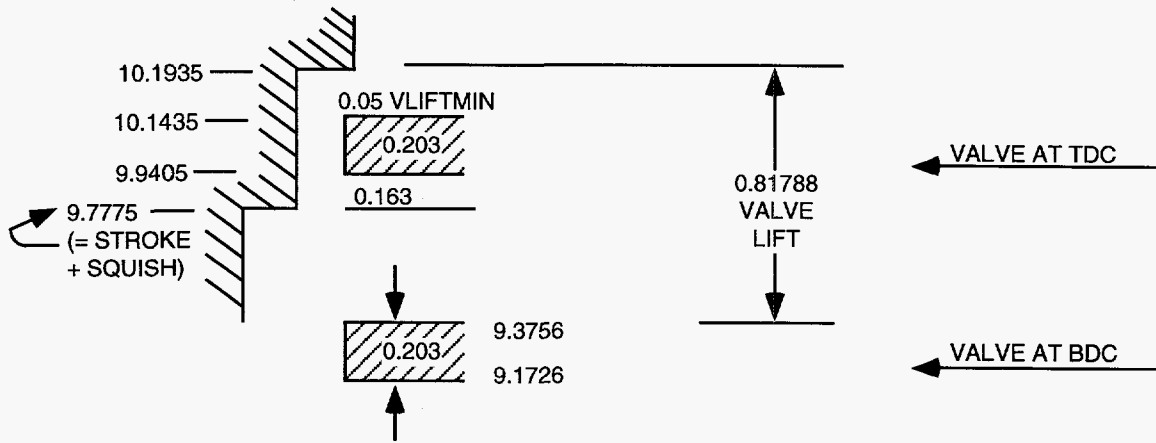 10.1935
0.05 VLIFTMIN
10.1435
0.203
VALVE AT TDC
9.9405
0.163
0.81788
VALVE
LIFT
9.7775
(= STROKE
+ SQUISH)
9.3756
0.203
9.1726
VALVE AT BDC